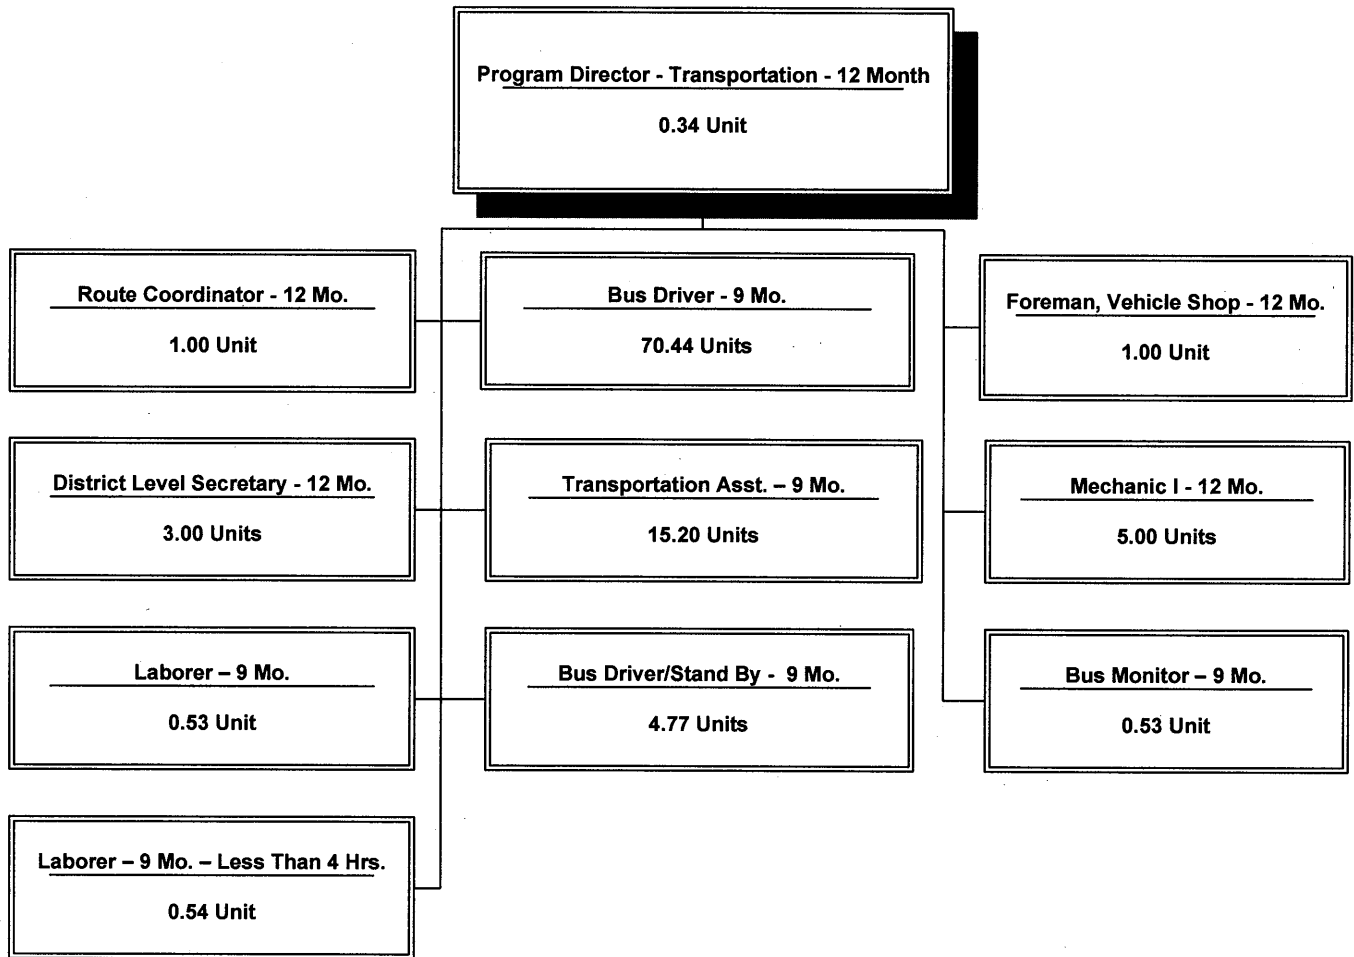 Program Director - Transportation - 12 Month
0.34 Unit
Route Coordinator - 12 Mo.
1.00 Unit
Bus Driver - 9 Mo.
70.44 Units
Foreman, Vehicle Shop - 12 Mo.
1.00 Unit
District Level Secretary - 12 Mo.
3.00 Units
Transportation Asst. – 9 Mo.
15.20 Units
Mechanic I - 12 Mo.
5.00 Units
Laborer – 9 Mo.
0.53 Unit
Bus Driver/Stand By - 9 Mo.
4.77 Units
Bus Monitor – 9 Mo.
0.53 Unit
Laborer – 9 Mo. – Less Than 4 Hrs.
0.54 Unit